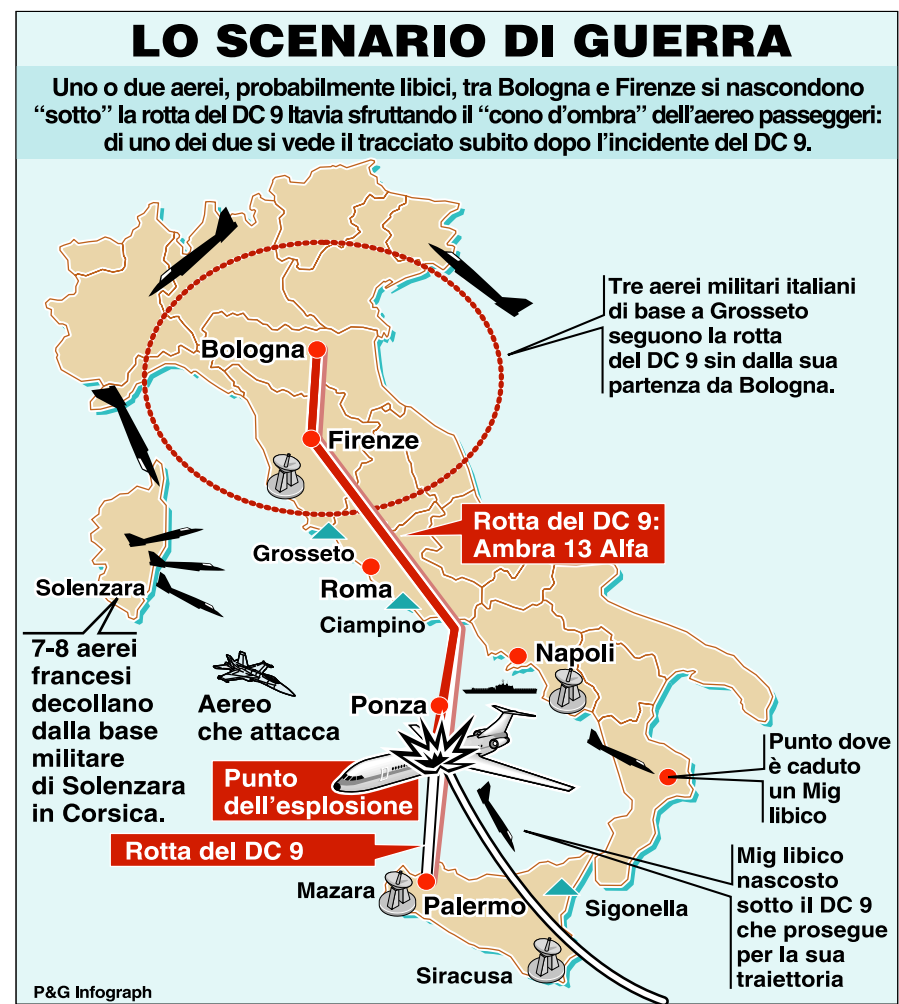 LO SCENARIO DI GUERRA
Uno o due aerei, probabilmente libici, tra Bologna e Firenze si nascondono
“sotto” la rotta del DC 9 Itavia sfruttando il “cono d’ombra” dell’aereo passeggeri:
di uno dei due si vede il tracciato subito dopo l’incidente del DC 9.
Tre aerei militari italiani
di base a Grosseto
seguono la rotta
del DC 9 sin dalla sua
partenza da Bologna.
Bologna
Firenze
Rotta del DC 9:
Ambra 13 Alfa
Grosseto
Roma
Ciampino
Solenzara
7-8 aerei
francesi
decollano
dalla base
militare
di Solenzara
in Corsica.
Aereo
che attacca
Napoli
Ponza
Punto
dell’esplosione
Punto dove
è caduto
un Mig
libico
Rotta del DC 9
Mig libico
nascosto
sotto il DC 9
che prosegue
per la sua
traiettoria
Mazara
Palermo
Sigonella
Siracusa
P&G Infograph